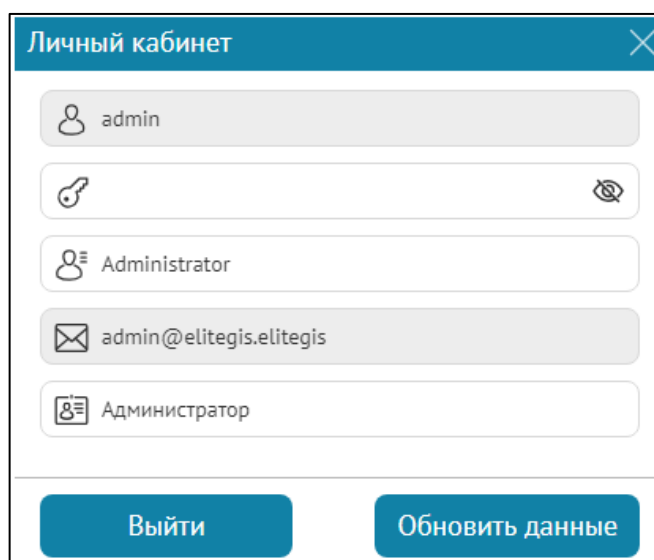 Личный кабинет
admin
Administrator
admin@elitegis.elitegis
Администратор
Выйти
Обновить данные